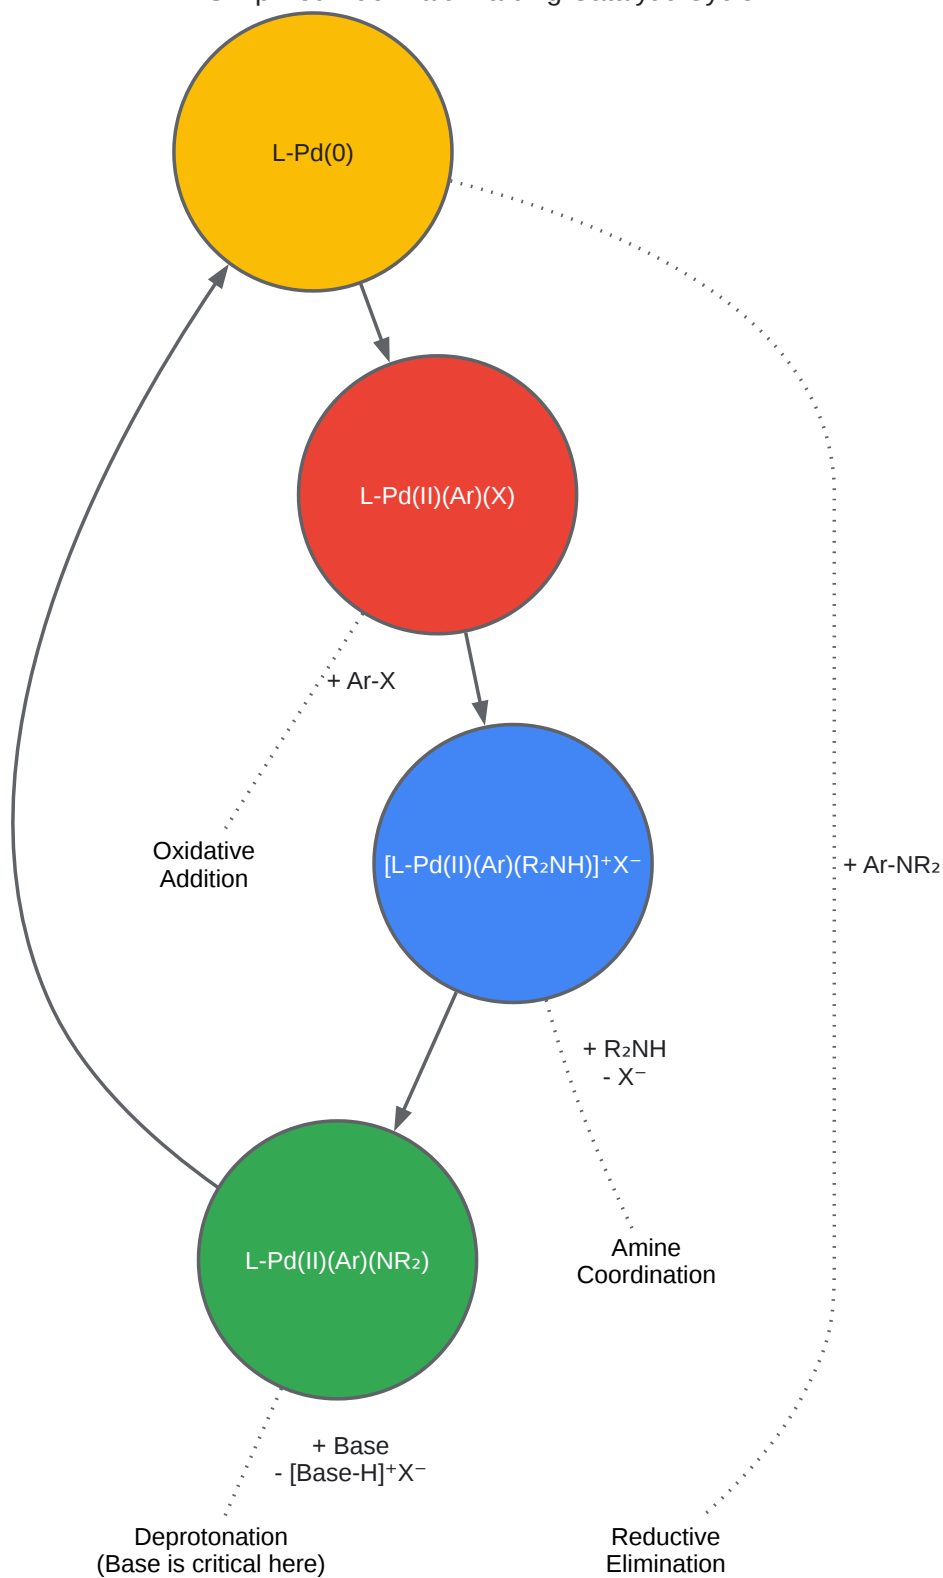 L-Pd(0)
L-Pd(II)(Ar)(X)
+ Ar-X
Oxidative
Addition
[L-Pd(II)(Ar)(R₂NH)]⁺X⁻
+ Ar-NR₂
+ R₂NH
- X⁻
Amine
Coordination
L-Pd(II)(Ar)(NR₂)
+ Base
- [Base-H]⁺X⁻
Deprotonation
(Base is critical here)
Reductive
Elimination